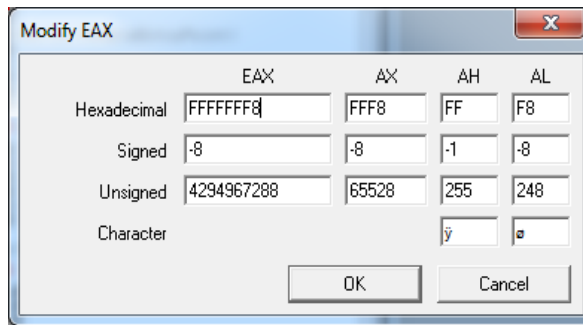 Modify EAX
EAX AX AH AL
Hexadecimal FFFFFFF8 FFF8 FF F8
Signed -8 -8 -1 -8
Unsigned 4294967288 65528 255 248
Character ÿ ø
OK Cancel